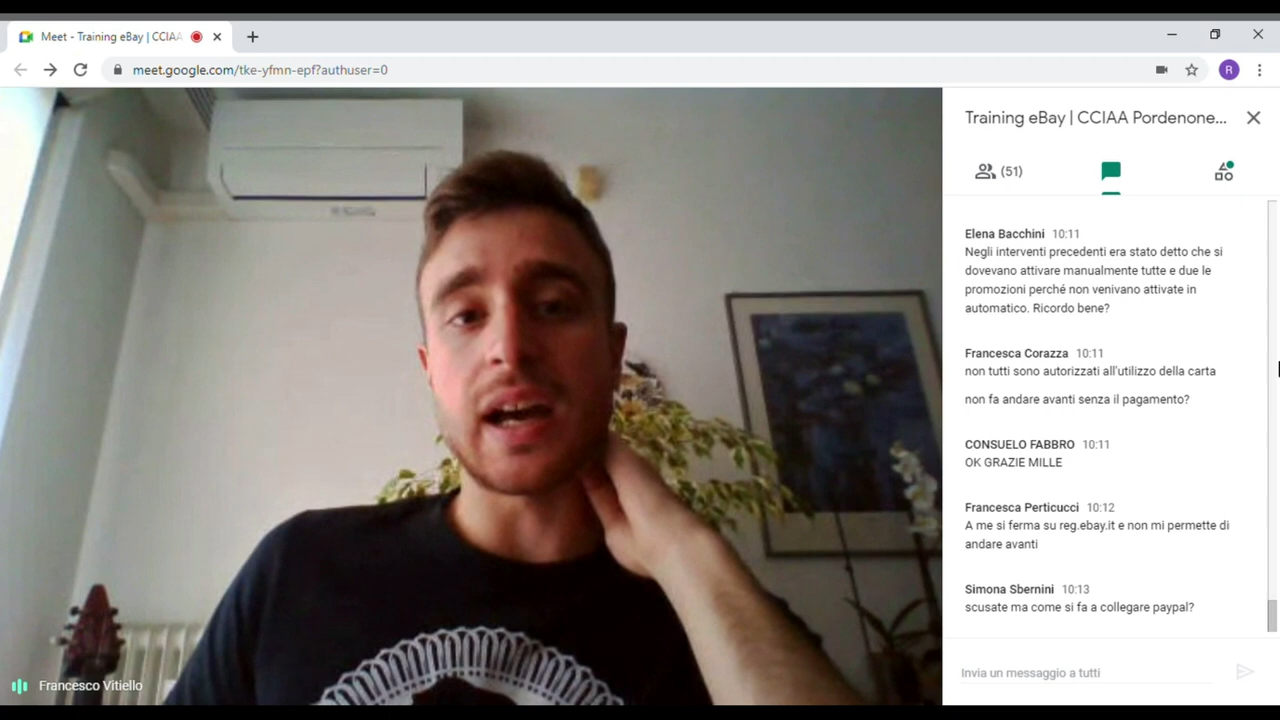 Meet - Training eBay | CCIAA
meet.google.com/tke-yfmn-epf?authuser=0
R
Training eBay | CCIAA Pordenone...
(51)
Elena Bacchini 10:11
Negli interventi precedenti era stato detto che si
dovevano attivare manualmente tutte e due le
promozioni perché non venivano attivate in
automatico. Ricordo bene?
Francesca Corazza 10:11
non tutti sono autorizzati all'utilizzo della carta
non fa andare avanti senza il pagamento?
CONSUELO FABBRO 10:11
OK GRAZIE MILLE
Francesca Perticucci 10:12
A me si ferma su reg.ebay.it e non mi permette di
andare avanti
Simona Sbernini 10:13
scusate ma come si fa a collegare paypal?
Francesco Vitiello
Invia un messaggio a tutti